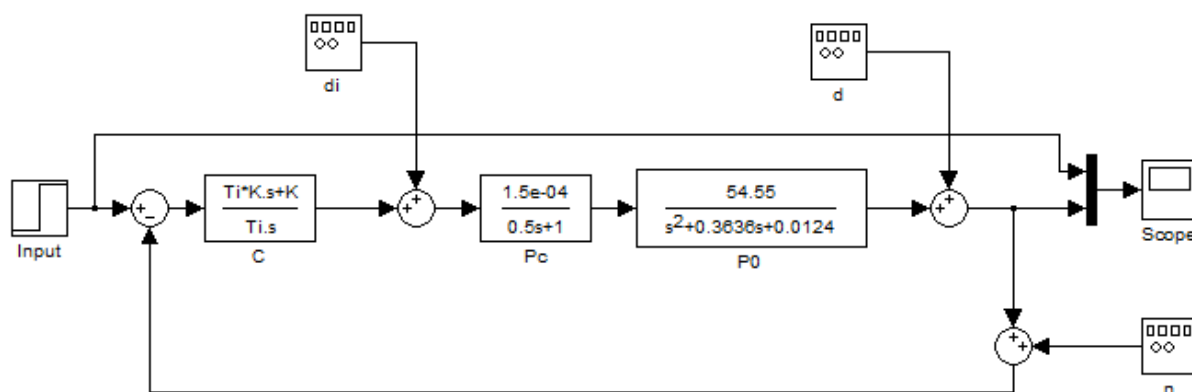 di
d
Input
+
−
Ti*K.s+K
Ti.s
C
+
+
1.5e-04
0.5s+1
Pc
54.55
s²+0.3636s+0.0124
P0
+
+
Scope
+
+
n